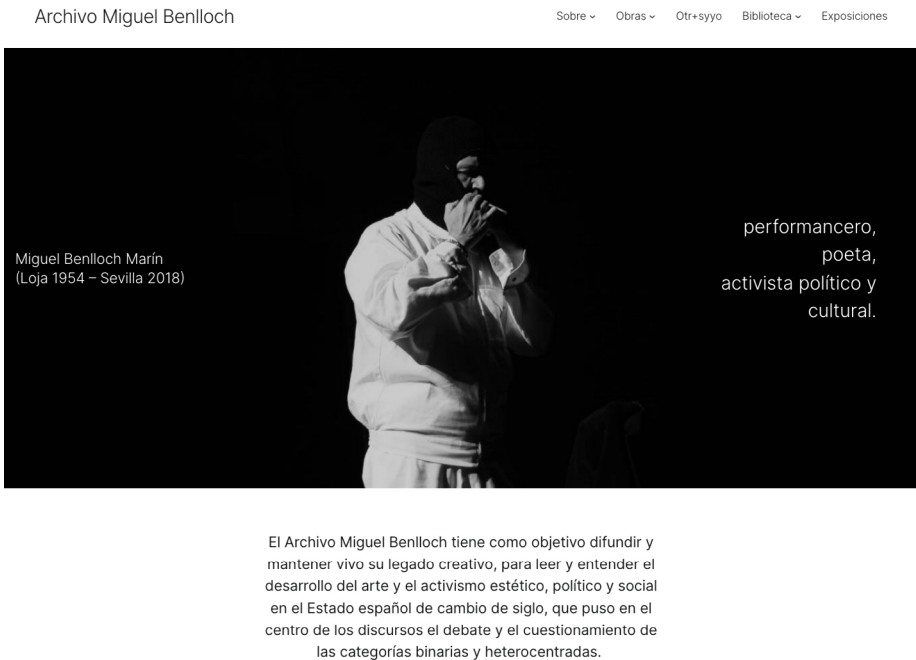 Archivo Miguel Benlloch
Sobre Obras Otr+syyo Biblioteca Exposiciones
Miguel Benlloch Marín
(Loja 1954 – Sevilla 2018)
performancero,
poeta,
activista político y
cultural.
El Archivo Miguel Benlloch tiene como objetivo difundir y
mantener vivo su legado creativo, para leer y entender el
desarrollo del arte y el activismo estético, político y social
en el Estado español de cambio de siglo, que puso en el
centro de los discursos el debate y el cuestionamiento de
las categorías binarias y heterocentradas.